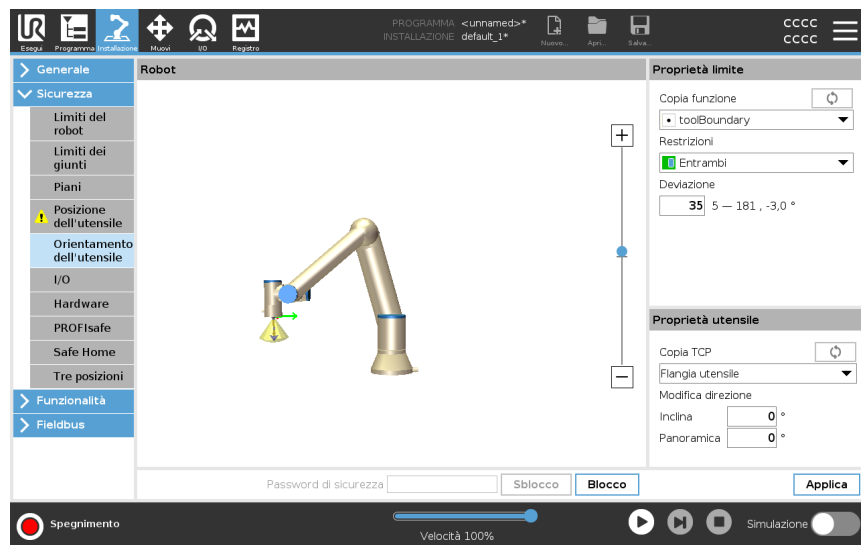 PROGRAMMA <unnamed>*
INSTALLAZIONE default_1*
Esegui
Programma
Installazione
Muovi
I/O
Registro
Nuovo...
Apri...
Salva...
cccc
cccc
Generale
Sicurezza
Limiti del
robot
Limiti dei
giunti
Piani
Posizione
dell'utensile
Orientamento
dell'utensile
I/O
Hardware
PROFIsafe
Safe Home
Tre posizioni
Funzionalità
Fieldbus
Robot
Proprietà limite
Copia funzione
toolBoundary
Restrizioni
Entrambi
Deviazione
35 5 — 181 , -3,0 °
Proprietà utensile
Copia TCP
Flangia utensile
Modifica direzione
Inclina 0 °
Panoramica 0 °
Password di sicurezza
Sblocco
Blocco
Applica
Spegnimento
Velocità 100%
Simulazione